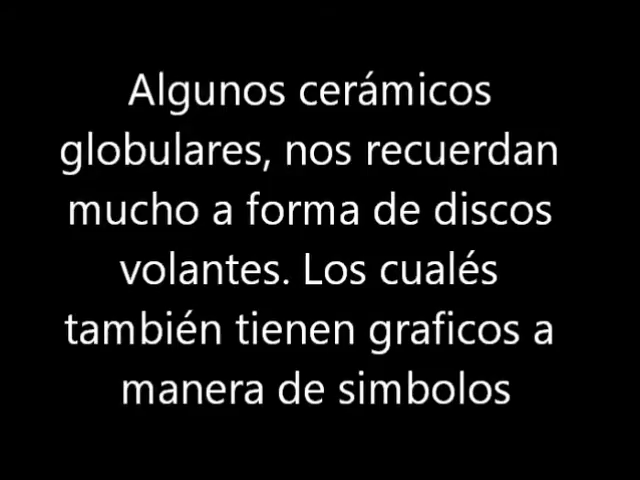 Algunos cerámicos
globulares, nos recuerdan
mucho a forma de discos
volantes. Los cualés
también tienen graficos a
manera de simbolos